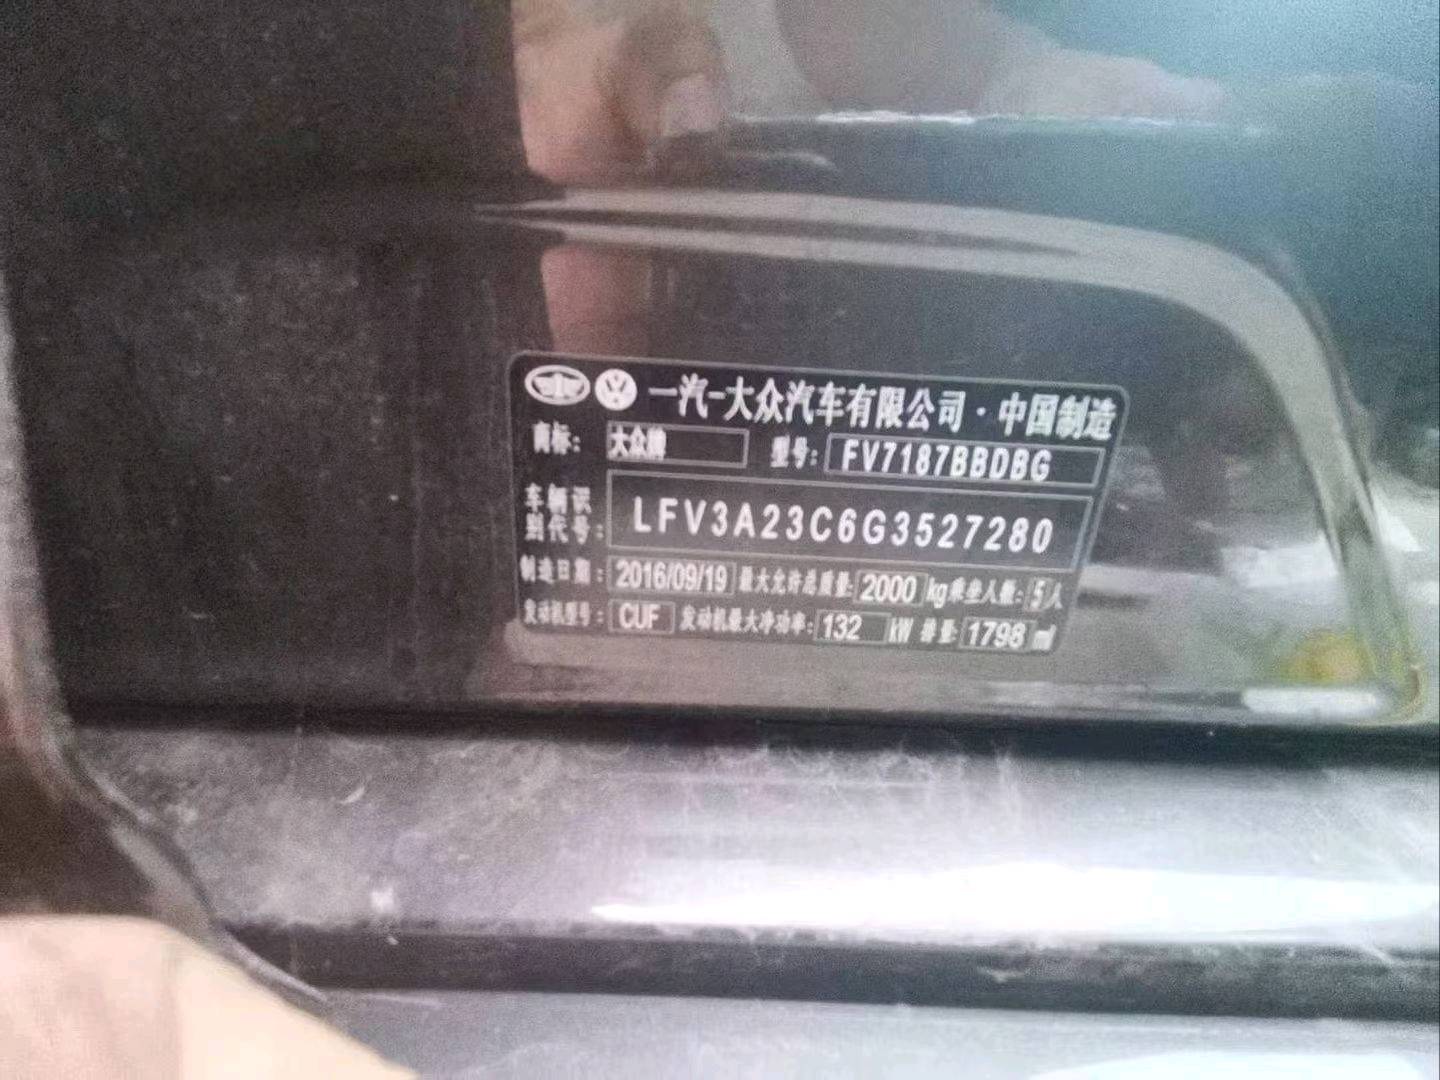 一汽-大众汽车有限公司·中国制造
商标: 大众牌 型号: FV7187BBDBG
车辆识别代号: LFV3A23C6G3527280
制造日期: 2016/09/19 最大允许总质量: 2000 kg 乘坐人数: 5 人
发动机型号: CUF 发动机最大净功率: 132 kW 排量: 1798 ml